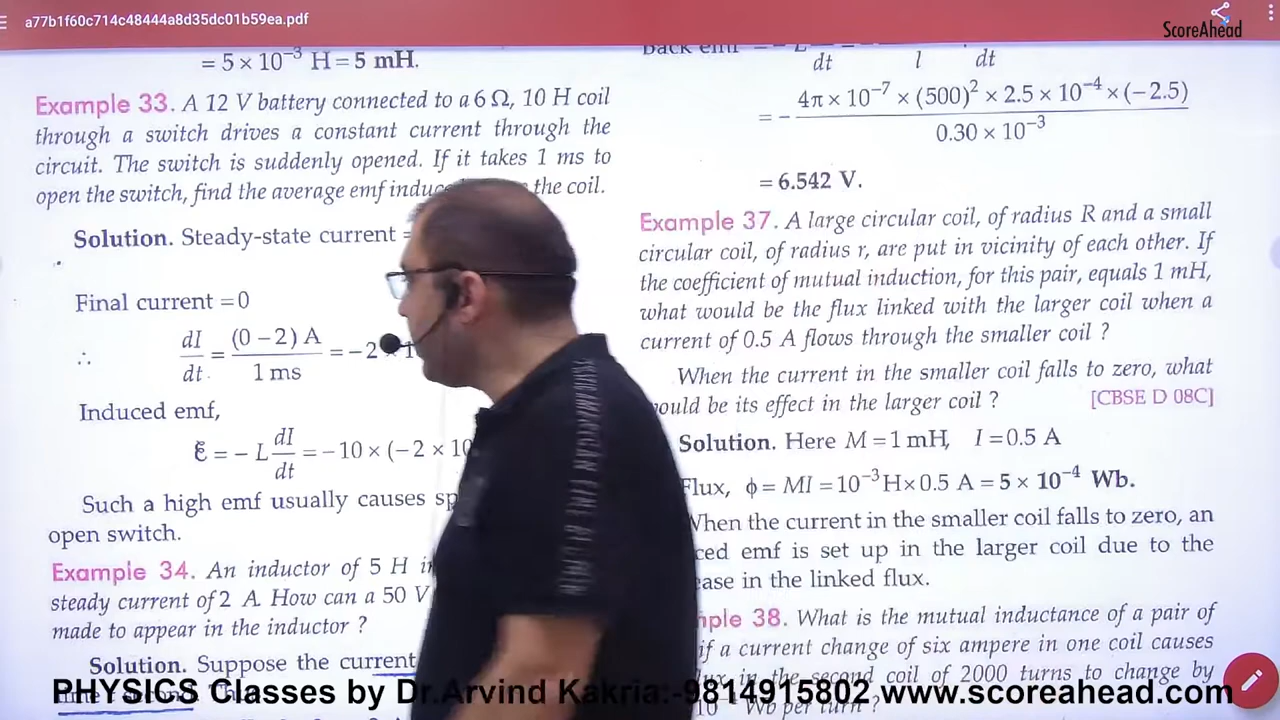 a77b1f60c714c48444a8d35dc01b59ea.pdf
ScoreAhead
= 5 × 10⁻³ H = 5 mH.
Example 33. A 12 V battery connected to a 6 Ω, 10 H coil
through a switch drives a constant current through the
circuit. The switch is suddenly opened. If it takes 1 ms to
open the switch, find the average emf the coil.
Solution. Steady-state current =
Final current = 0
∴ dI/dt = (0 – 2) A / 1 ms = – 2
Induced emf,
ℰ = – L dI/dt = – 10 × (– 2 × 10
Such a high emf usually causes
open switch.
Example 34. An inductor of 5 H
steady current of 2 A. How can a 50 V
made to appear in the inductor ?
Solution. Suppose the current
Back emf = – L
dt l dt
= – 4π × 10⁻⁷ × (500)² × 2.5 × 10⁻⁴ × (– 2.5) / 0.30 × 10⁻³
= 6.542 V.
Example 37. A large circular coil, of radius R and a small
circular coil, of radius r, are put in vicinity of each other. If
the coefficient of mutual induction, for this pair, equals 1 mH,
what would be the flux linked with the larger coil when a
current of 0.5 A flows through the smaller coil ?
When the current in the smaller coil falls to zero, what
would be its effect in the larger coil ? [CBSE D 08C]
Solution. Here M = 1 mH, I = 0.5 A
Flux, ϕ = MI = 10⁻³ H × 0.5 A = 5 × 10⁻⁴ Wb.
When the current in the smaller coil falls to zero, an
emf is set up in the larger coil due to the
in the linked flux.
38. What is the mutual inductance of a pair of
if a current change of six ampere in one coil causes
in the second coil of 2000 turns to change by
Wb per turn ?
PHYSICS Classes by Dr.Arvind Kakria:-9814915802 www.scoreahead.com